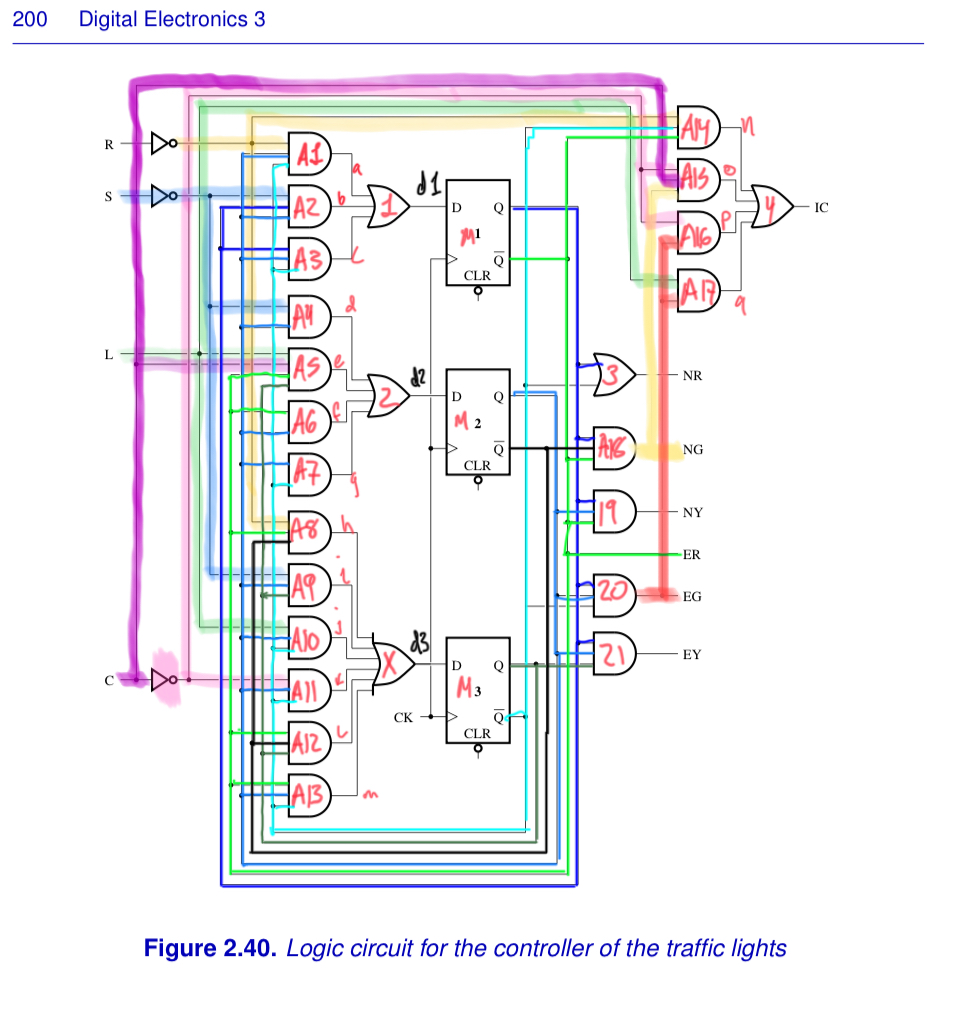 200 Digital Electronics 3
R
S
L
C
A1
A2
A3
A4
A5
A6
A7
A8
A9
A10
A11
A12
A13
a
b
c
d
e
f
g
h
i
j
k
l
m
1
2
X
d1
d2
d3
D Q
M1
Q
CLR
D Q
M 2
Q
CLR
D Q
M 3
CK
Q
CLR
A14
A15
A16
A17
n
o
p
q
4
IC
3
NR
A18
NG
19
NY
ER
20
EG
21
EY
Figure 2.40. Logic circuit for the controller of the traffic lights